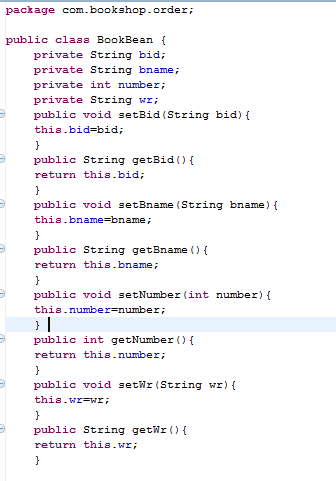 package com.bookshop.order;
public class BookBean {
private String bid;
private String bname;
private int number;
private String wr;
public void setBid(String bid){
this.bid=bid;
}
public String getBid(){
return this.bid;
}
public void setBname(String bname){
this.bname=bname;
}
public String getBname(){
return this.bname;
}
public void setNumber(int number){
this.number=number;
}
public int getNumber(){
return this.number;
}
public void setWr(String wr){
this.wr=wr;
}
public String getWr(){
return this.wr;
}